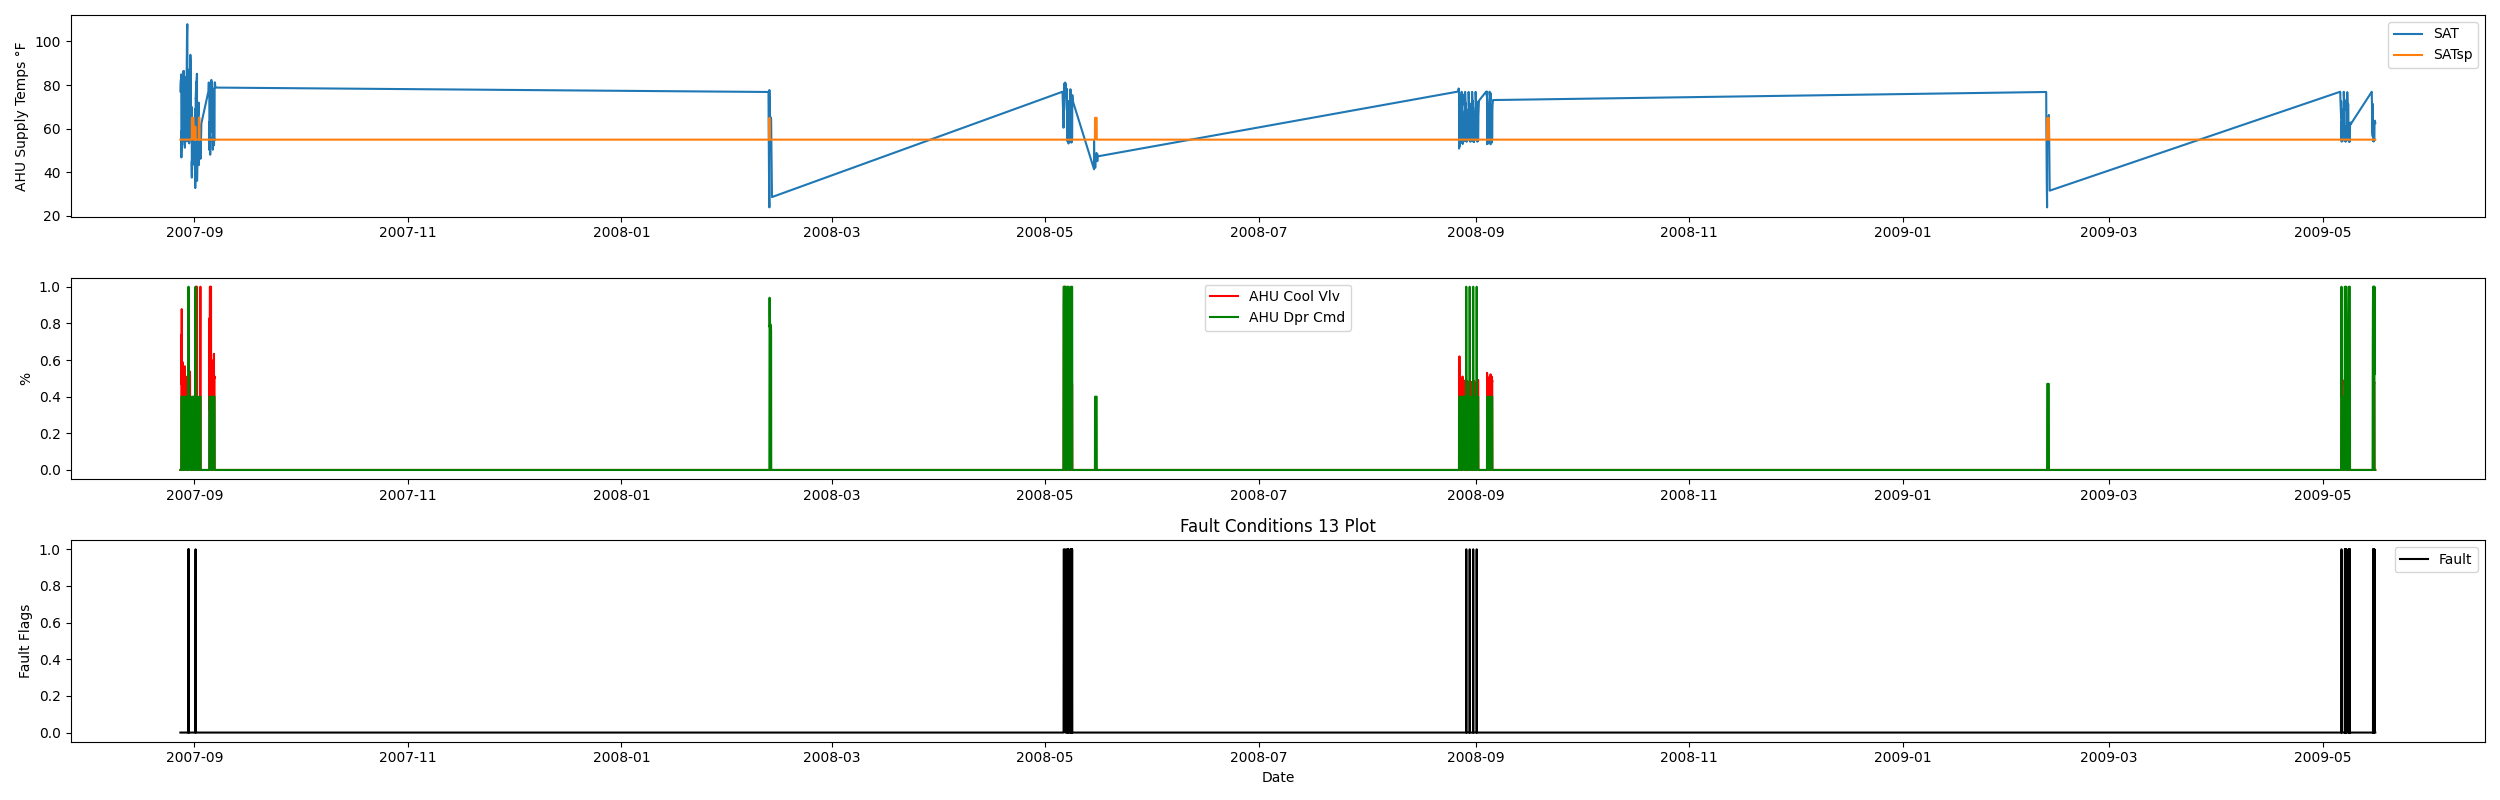 AHU Supply Temps °F
100
80
60
40
20
SAT
SATsp
2007-09 2007-11 2008-01 2008-03 2008-05 2008-07 2008-09 2008-11 2009-01 2009-03 2009-05
%
1.0
0.8
0.6
0.4
0.2
0.0
AHU Cool Vlv
AHU Dpr Cmd
2007-09 2007-11 2008-01 2008-03 2008-05 2008-07 2008-09 2008-11 2009-01 2009-03 2009-05
Fault Conditions 13 Plot
Fault Flags
1.0
0.8
0.6
0.4
0.2
0.0
Fault
2007-09 2007-11 2008-01 2008-03 2008-05 2008-07 2008-09 2008-11 2009-01 2009-03 2009-05
Date